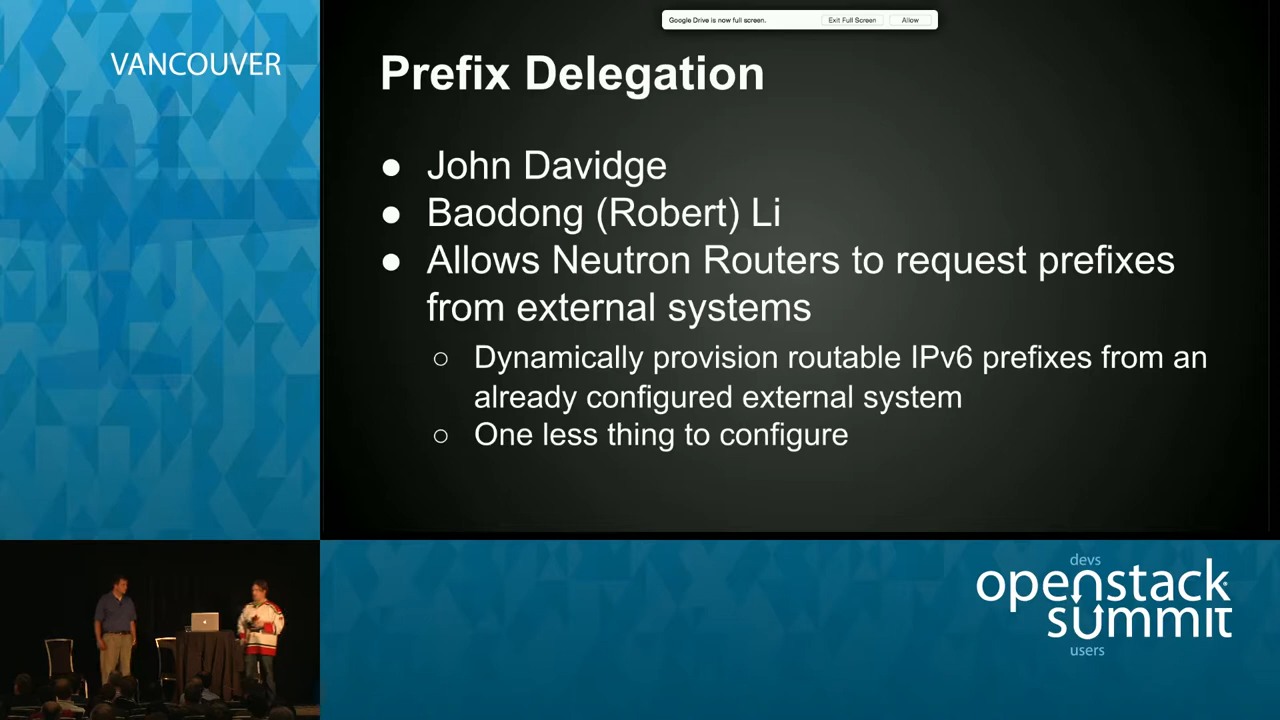 VANCOUVER
Google Drive is now full screen.
Exit Full Screen
Allow
Prefix Delegation
● John Davidge
● Baodong (Robert) Li
● Allows Neutron Routers to request prefixes
from external systems
○ Dynamically provision routable IPv6 prefixes from an
already configured external system
○ One less thing to configure
devs
openstack
summit
users